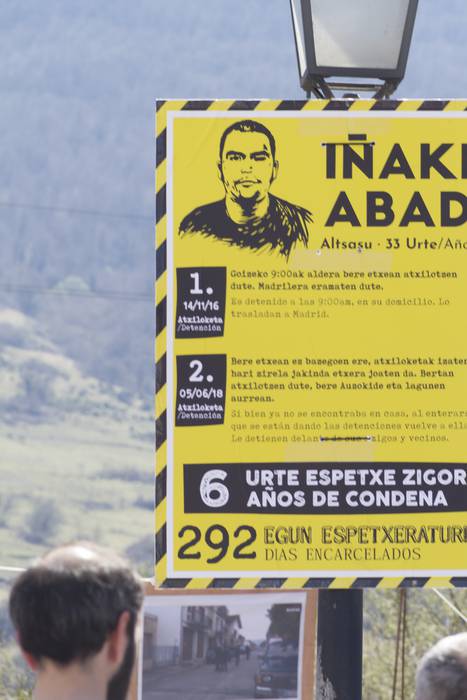 IÑAKI
ABAD
Altsasu · 33 Urte/Año
1.
14/11/16
Atxiloketa
/Detención
Goizeko 9:00ak aldera bere etxean atxilotzen
dute. Madrilera eramaten dute.
Es detenido a las 9:00am, en su domicilio. Lo
trasladan a Madrid.
2.
05/06/18
Atxiloketa
/Detención
Bere etxean ez bazegoen ere, atxiloketak izaten
hari zirela jakinda etxera joaten da. Bertan
atxilotzen dute, bere Auzokide eta lagunen
aurrean.
Si bien ya no se encontraba en casa, al enterars
que se están dando las detenciones vuelve a ella
Le detienen delante de sus amigos y vecinos.
6 URTE ESPETXE ZIGOR
AÑOS DE CONDENA
292 EGUN ESPETXERATUR
DIAS ENCARCELADOS